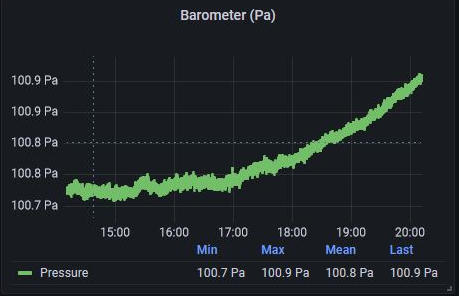 Barometer (Pa)
100.9 Pa
100.9 Pa
100.8 Pa
100.8 Pa
100.7 Pa
15:00 16:00 17:00 18:00 19:00 20:00
Min Max Mean Last
Pressure 100.7 Pa 100.9 Pa 100.8 Pa 100.9 Pa